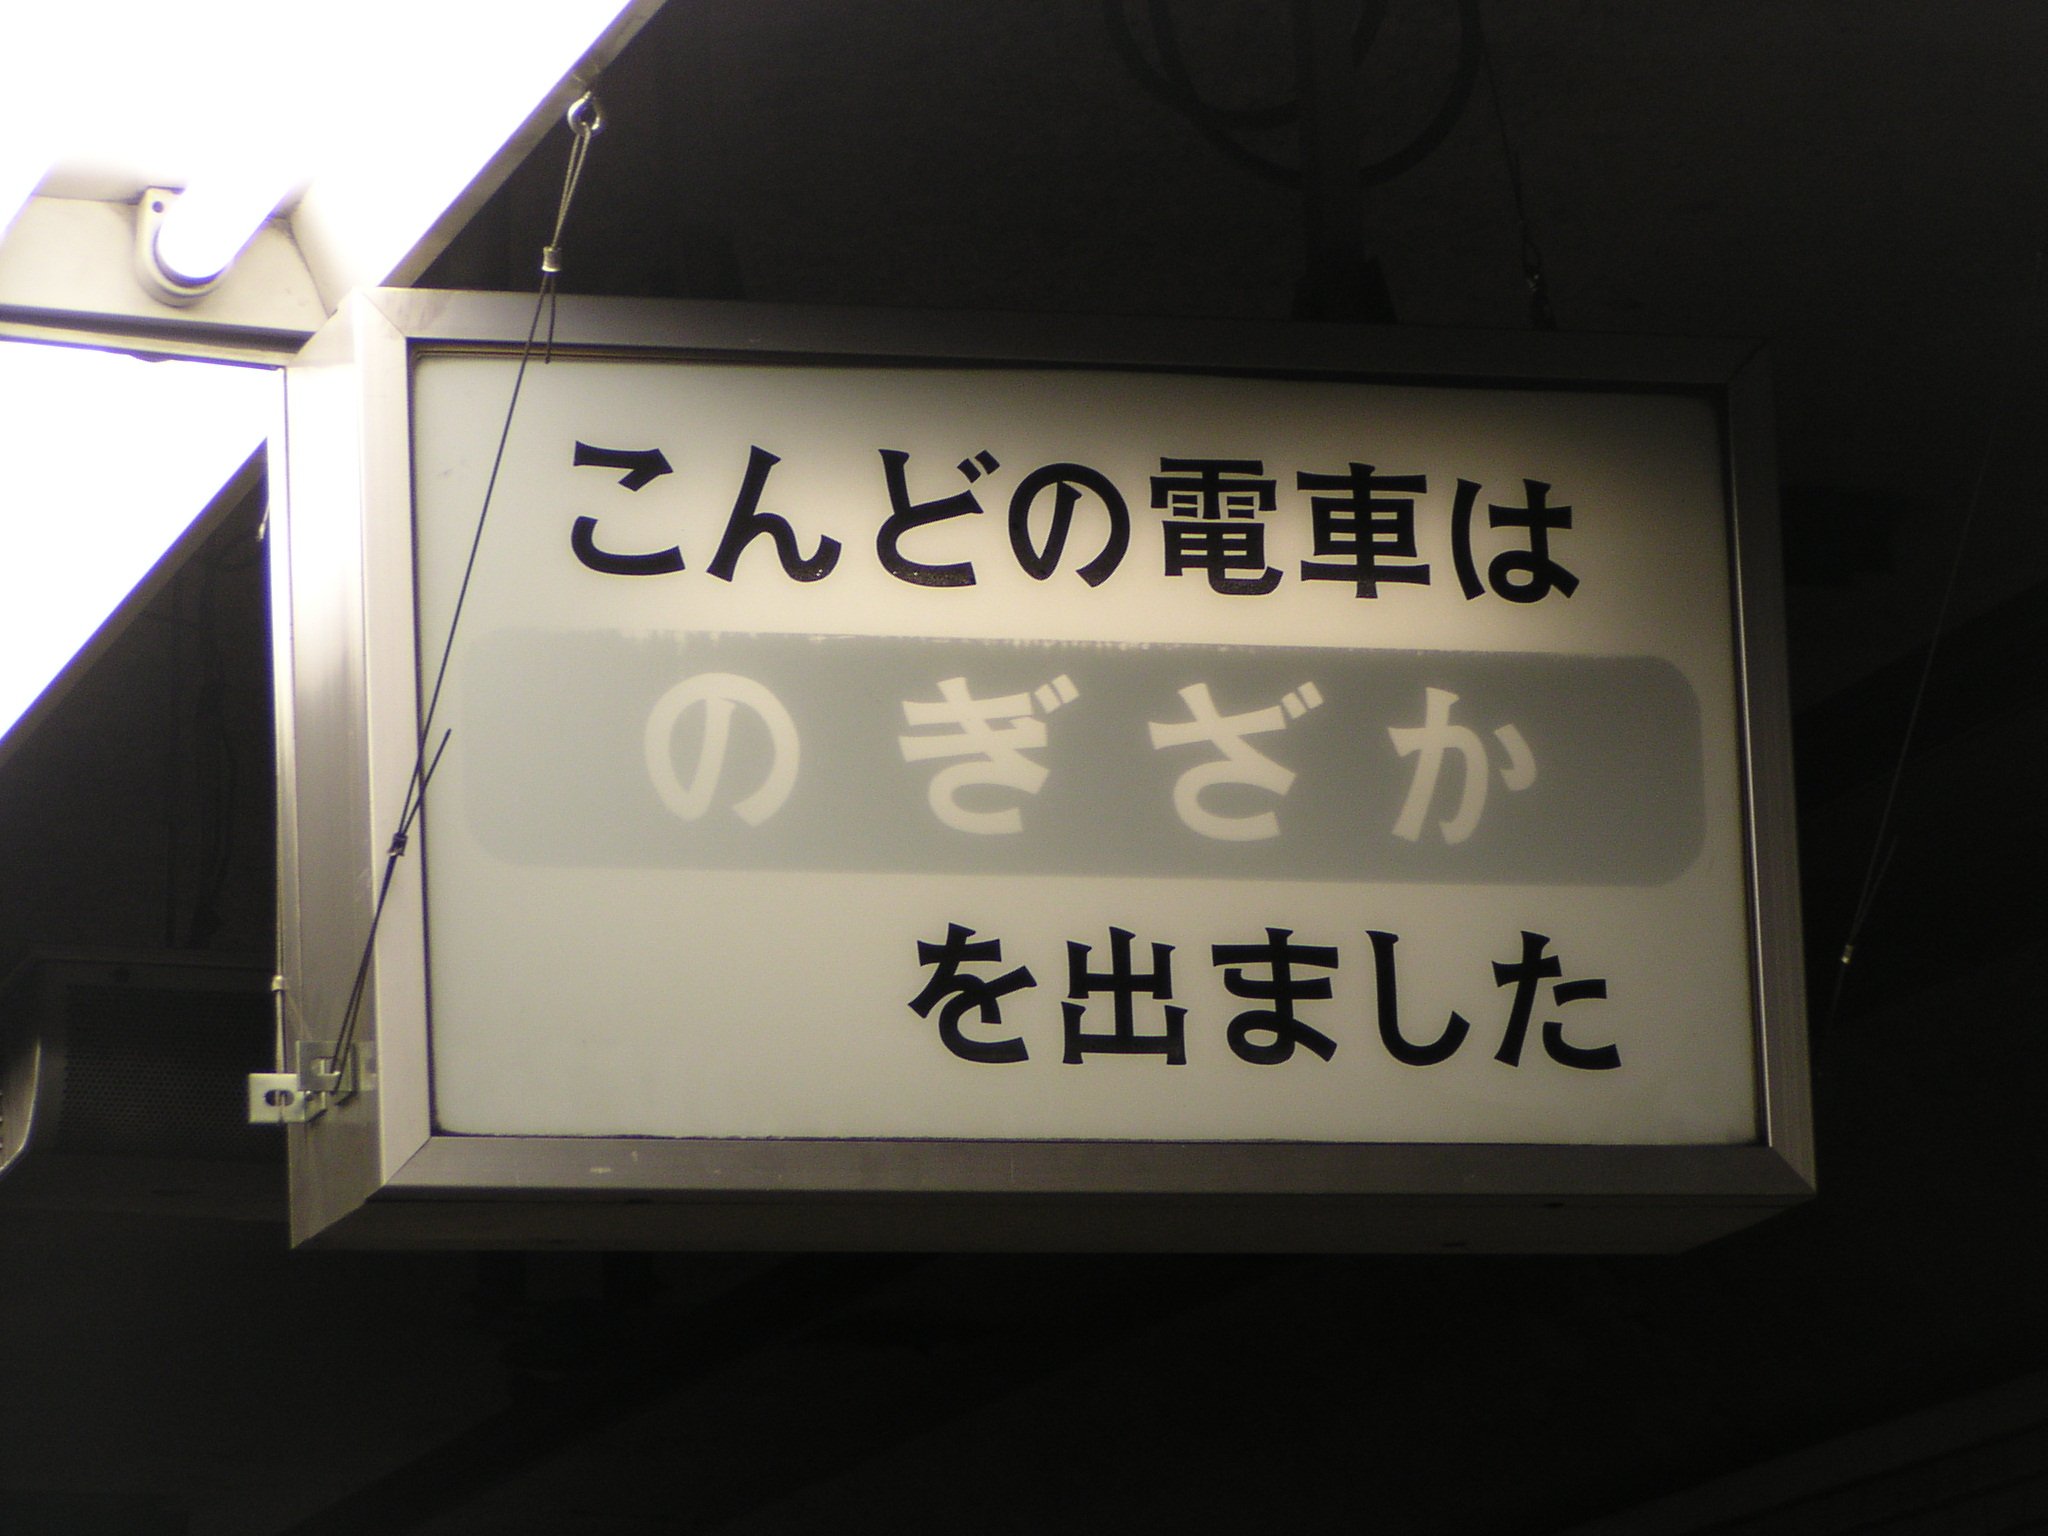 こんどの電車は
のぎざか
を出ました